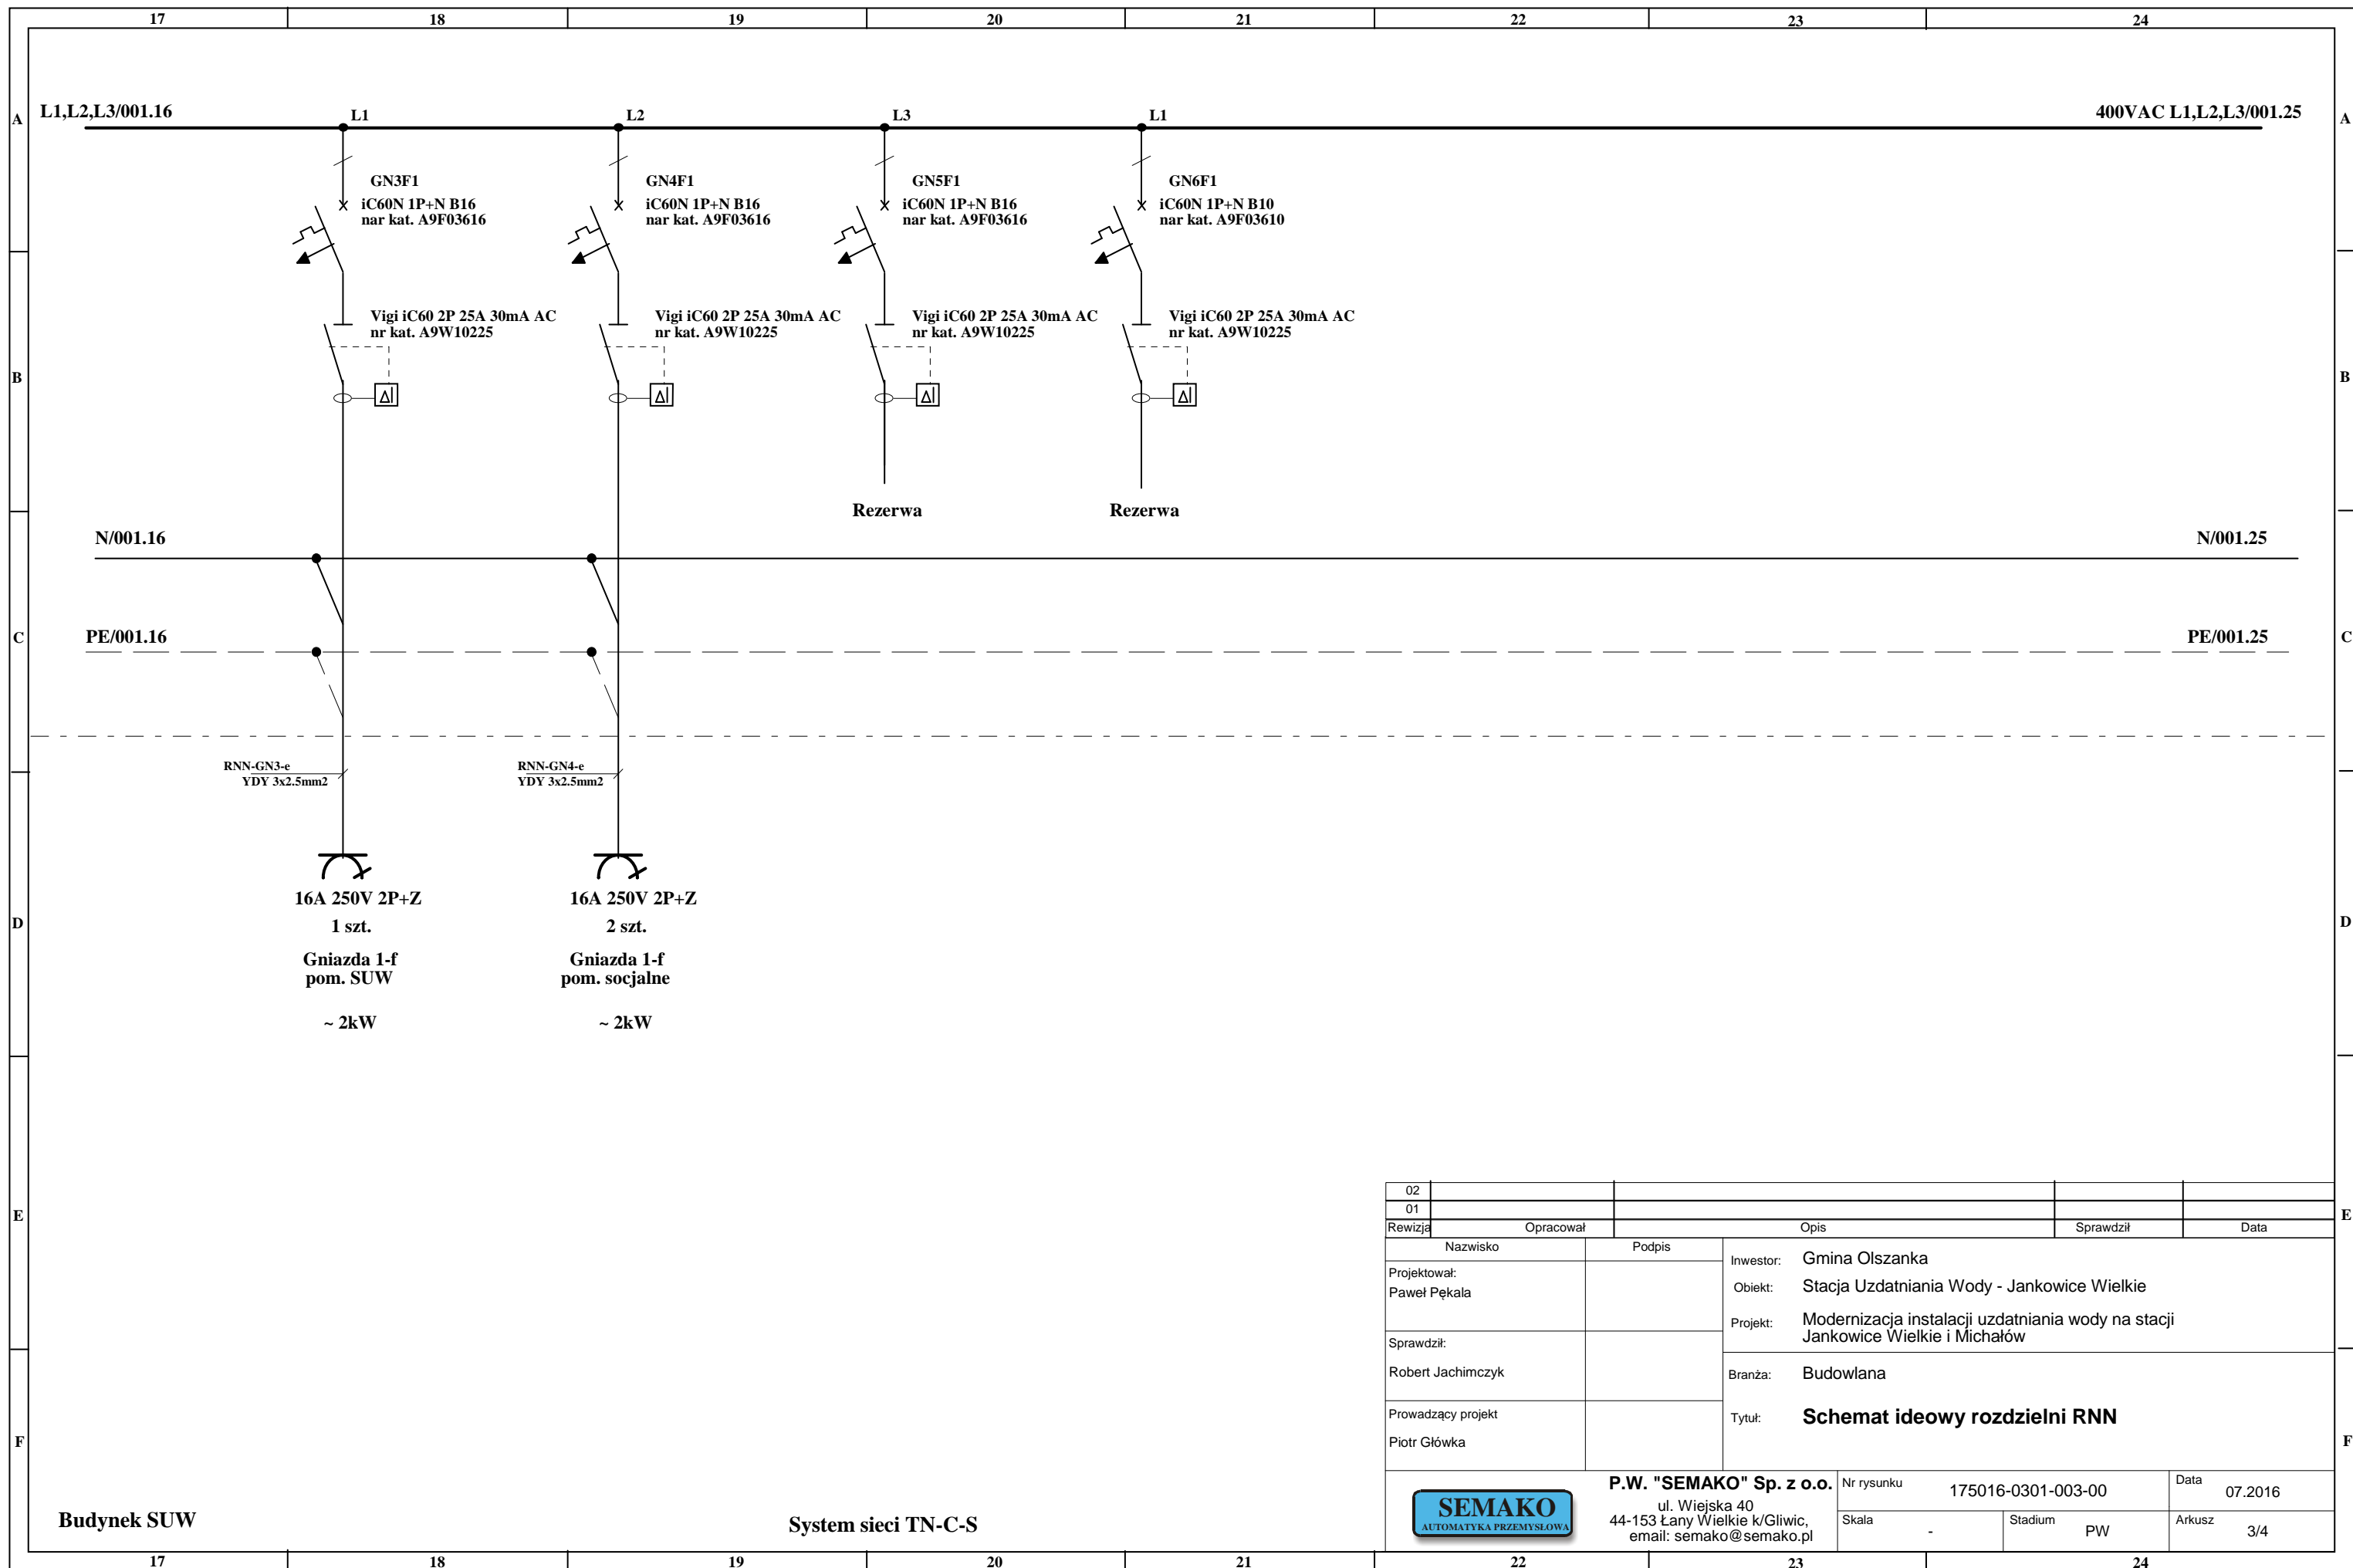 17 18 19 20 21 22 23 24
A A
L1,L2,L3/001.16 L1 L2 L3 L1 400VAC L1,L2,L3/001.25
GN3F1 GN4F1 GN5F1 GN6F1
iC60N 1P+N B16 iC60N 1P+N B16 iC60N 1P+N B16 iC60N 1P+N B10
nar kat. A9F03616 nar kat. A9F03616 nar kat. A9F03616 nar kat. A9F03610
Vigi iC60 2P 25A 30mA AC Vigi iC60 2P 25A 30mA AC Vigi iC60 2P 25A 30mA AC Vigi iC60 2P 25A 30mA AC
nr kat. A9W10225 nr kat. A9W10225 nr kat. A9W10225 nr kat. A9W10225
B B
ΔI ΔI ΔI ΔI
Rezerwa Rezerwa
N/001.16 N/001.25
C PE/001.16 PE/001.25 C
RNN-GN3-e RNN-GN4-e
YDY 3x2.5mm2 YDY 3x2.5mm2
16A 250V 2P+Z 16A 250V 2P+Z
D 1 szt. 2 szt. D
Gniazda 1-f Gniazda 1-f
pom. SUW pom. socjalne
~ 2kW ~ 2kW
02
01
E E
Rewizja Opracował Opis Sprawdził Data
Nazwisko Podpis
Inwestor: Gmina Olszanka
Projektował:
Paweł Pękala
Obiekt: Stacja Uzdatniania Wody - Jankowice Wielkie
Projekt: Modernizacja instalacji uzdatniania wody na stacji
Jankowice Wielkie i Michałów
Sprawdził:
Robert Jachimczyk
Branża: Budowlana
Prowadzący projekt
Piotr Główka
Tytuł: Schemat ideowy rozdzielni RNN
F F
SEMAKO
AUTOMATYKA PRZEMYSŁOWA
P.W. "SEMAKO" Sp. z o.o.
ul. Wiejska 40
44-153 Łany Wielkie k/Gliwic,
email: semako@semako.pl
Nr rysunku 175016-0301-003-00 Data 07.2016
Skala - Stadium PW Arkusz 3/4
Budynek SUW System sieci TN-C-S
17 18 19 20 21 22 23 24